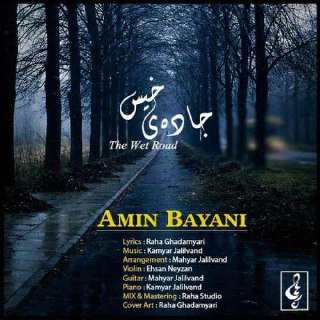 جاده‌ی خیس
The Wet Road
AMIN BAYANI
Lyrics : Raha Ghadamyari
Music : Kamyar Jalilvand
Arrangement : Mahyar Jalilvand
Violin : Ehsan Neyzan
Guitar : Mahyar Jalilvand
Piano : Kamyar Jalilvand
MIX & Mastering : Raha Studio
Cover Art : Raha Ghadamyari